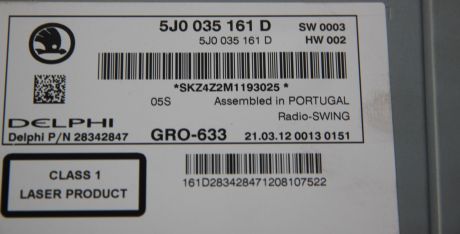 5J0 035 161 D SW 0003
5J0 035 161 D HW 002
*SKZ4Z2M1193025*
05S Assembled in PORTUGAL
Radio-SWING
DELPHI
Delphi P/N 28342847 GRO-633 21.03.12 0013 0151
CLASS 1
LASER PRODUCT
161D283428471208107522